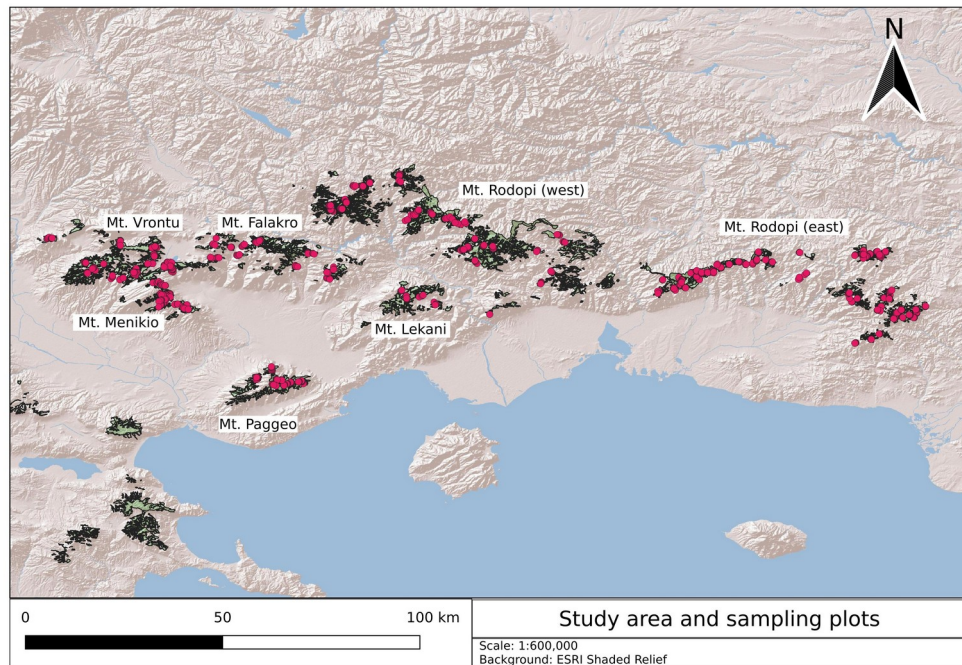 N
Mt. Rodopi (west)
Mt. Vrontu
Mt. Falakro
Mt. Rodopi (east)
Mt. Menikio
Mt. Lekani
Mt. Paggeo
0
50
100 km
Study area and sampling plots
Scale: 1:600,000
Background: ESRI Shaded Relief